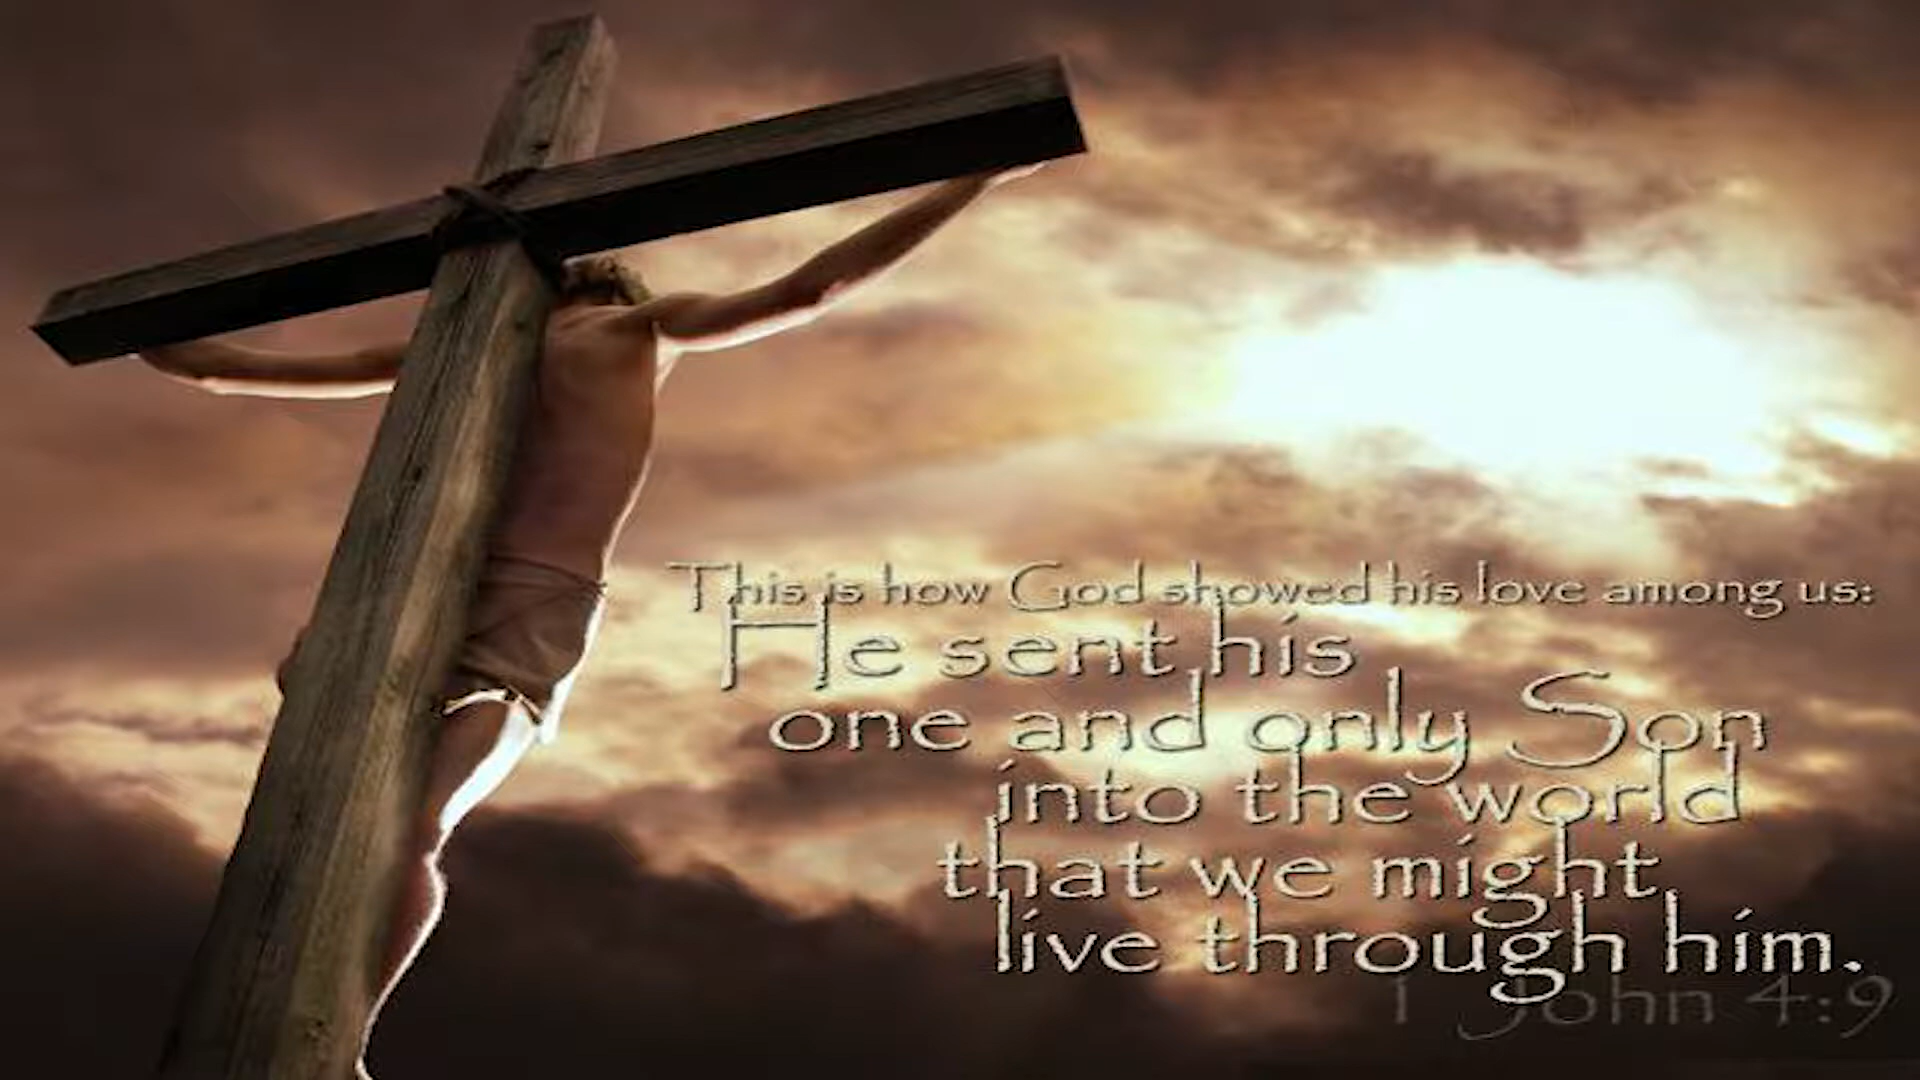 This is how God showed his love among us:
He sent his
one and only Son
into the world
that we might
live through him.
1 John 4:9